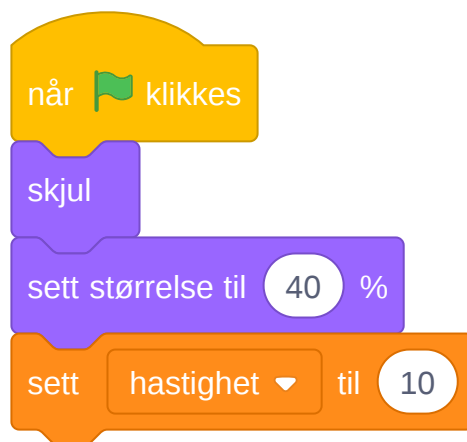 når klikkes
skjul
sett størrelse til 40 %
sett hastighet til 10